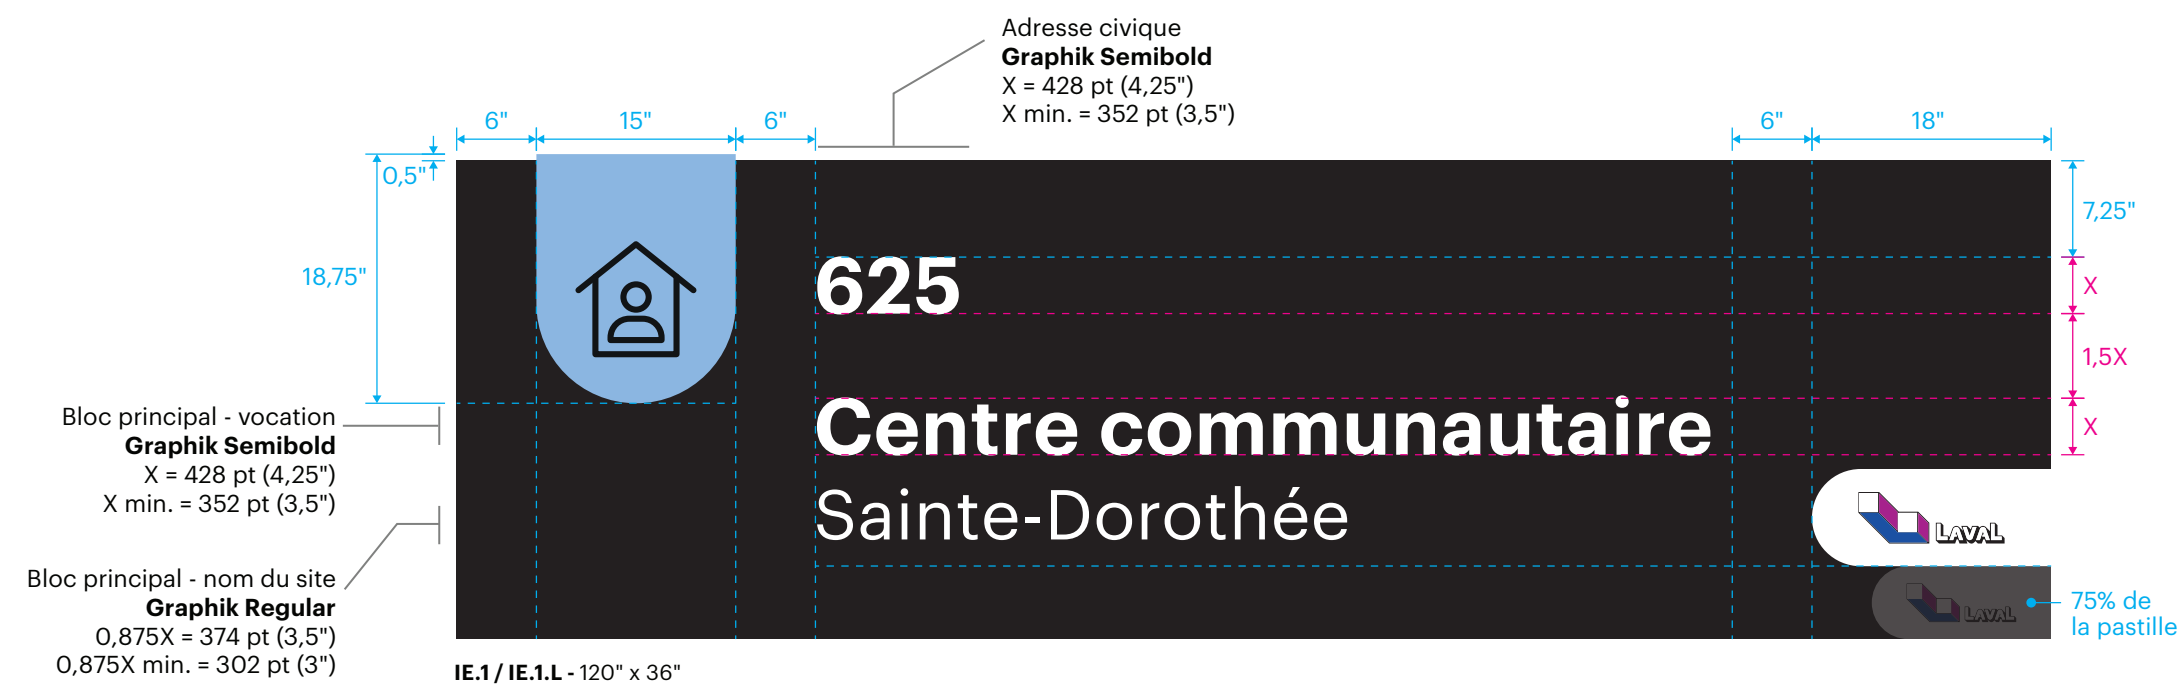 Adresse civique
Graphik Semibold
X = 428 pt (4,25")
X min. = 352 pt (3,5")
6"
15"
6"
6"
18"
0,5"
18,75"
7,25"
X
1,5X
X
625
Centre communautaire
Sainte-Dorothée
LAVAL
LAVAL
75% de
la pastille
Bloc principal - vocation
Graphik Semibold
X = 428 pt (4,25")
X min. = 352 pt (3,5")
Bloc principal - nom du site
Graphik Regular
0,875X = 374 pt (3,5")
0,875X min. = 302 pt (3")
IE.1 / IE.1.L - 120" x 36"